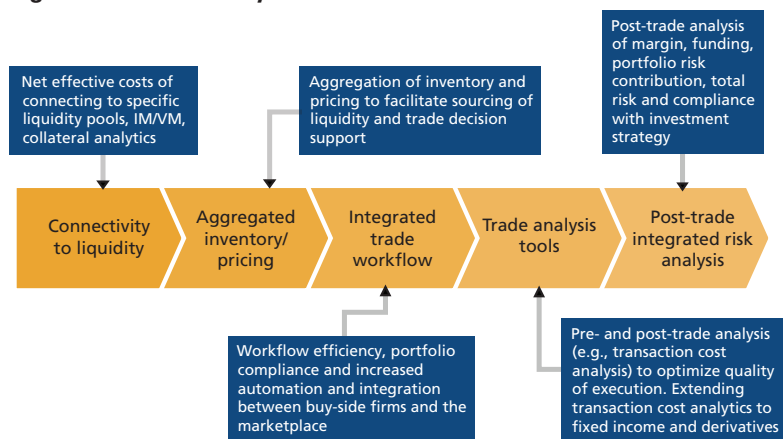 Net effective costs of
connecting to specific
liquidity pools, IM/VM,
collateral analytics
Aggregation of inventory and
pricing to facilitate sourcing of
liquidity and trade decision
support
Post-trade analysis
of margin, funding,
portfolio risk
contribution, total
risk and compliance
with investment
strategy
Connectivity
to liquidity
Aggregated
inventory/
pricing
Integrated
trade
workflow
Trade analysis
tools
Post-trade
integrated risk
analysis
Workflow efficiency, portfolio
compliance and increased
automation and integration
between buy-side firms and the
marketplace
Pre- and post-trade analysis
(e.g., transaction cost
analysis) to optimize quality
of execution. Extending
transaction cost analytics to
fixed income and derivatives